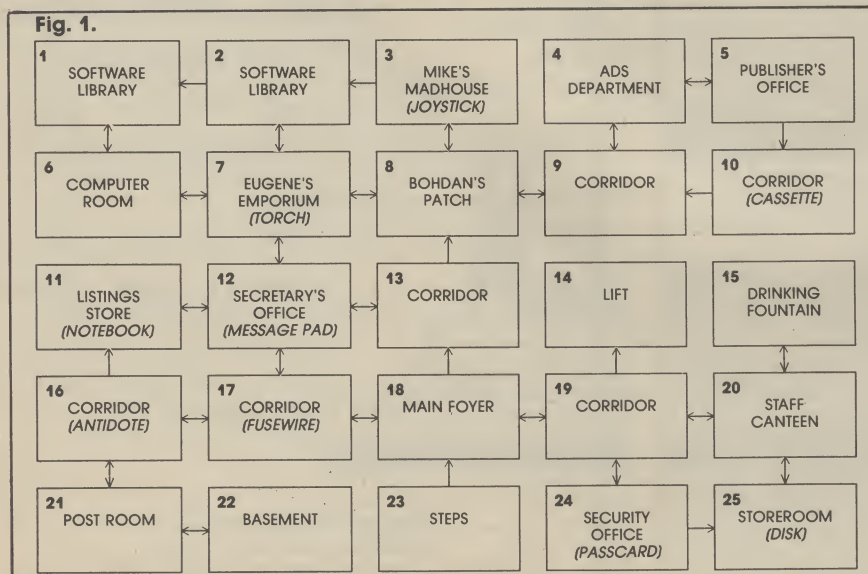 Fig. 1.
1
SOFTWARE
LIBRARY
2
SOFTWARE
LIBRARY
3
MIKE'S
MADHOUSE
(JOYSTICK)
4
ADS
DEPARTMENT
5
PUBLISHER'S
OFFICE
6
COMPUTER
ROOM
7
EUGENE'S
EMPORIUM
(TORCH)
8
BOHDAN'S
PATCH
9
CORRIDOR
10
CORRIDOR
(CASSETTE)
11
LISTINGS
STORE
(NOTEBOOK)
12
SECRETARY'S
OFFICE
(MESSAGE PAD)
13
CORRIDOR
14
LIFT
15
DRINKING
FOUNTAIN
16
CORRIDOR
(ANTIDOTE)
17
CORRIDOR
(FUSEWIRE)
18
MAIN FOYER
19
CORRIDOR
20
STAFF
CANTEEN
21
POST ROOM
22
BASEMENT
23
STEPS
24
SECURITY
OFFICE
(PASSCARD)
25
STOREROOM
(DISK)